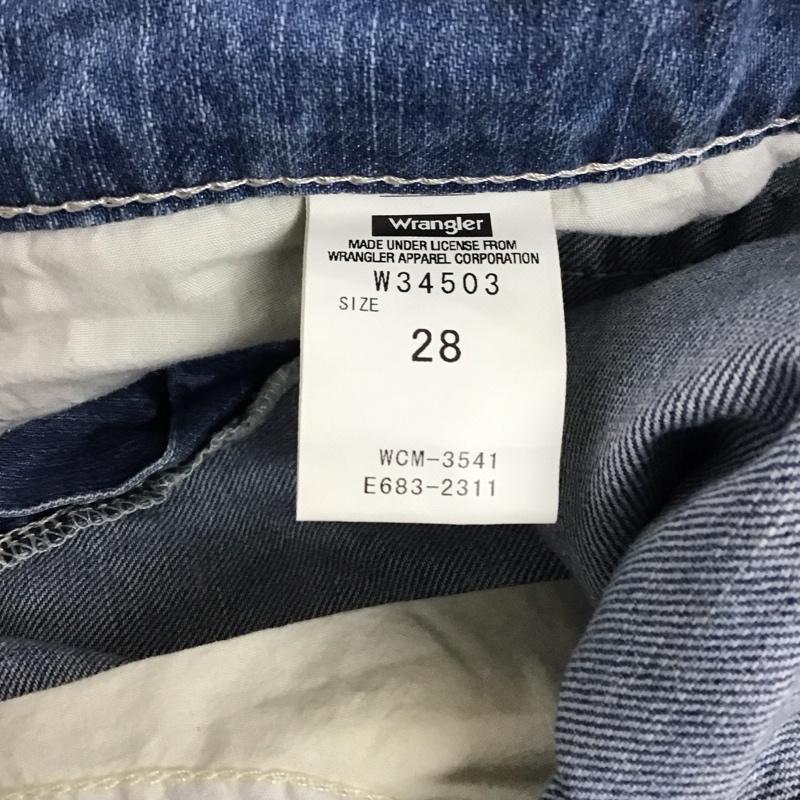 Wrangler
MADE UNDER LICENSE FROM
WRANGLER APPAREL CORPORATION
W34503
SIZE
28
WCM-3541
E683-2311